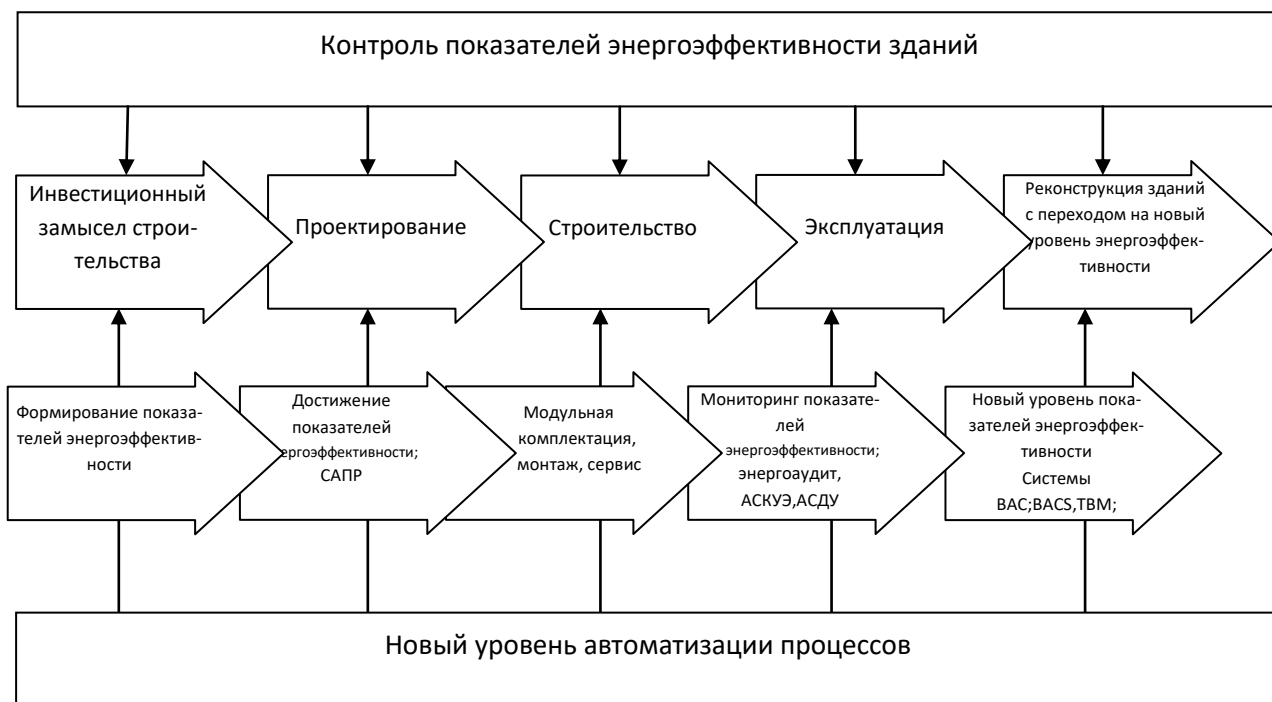 Контроль показателей энергоэффективности зданий
Инвестиционный
замысел строи-
тельства
Проектирование
Строительство
Эксплуатация
Реконструкция зданий
с переходом на новый
уровень энергоэффек-
тивности
Формирование показа-
телей энергоэффектив-
ности
Достижение
показателей
ергоэффективности;
САПР
Модульная
комплектация,
монтаж, сервис
Мониторинг показате-
лей
энергоэффективности;
энергоаудит,
АСКУЭ,АСДУ
Новый уровень пока-
зателей энергоэффек-
тивности
Системы
BAC;BACS,TBM;
Новый уровень автоматизации процессов